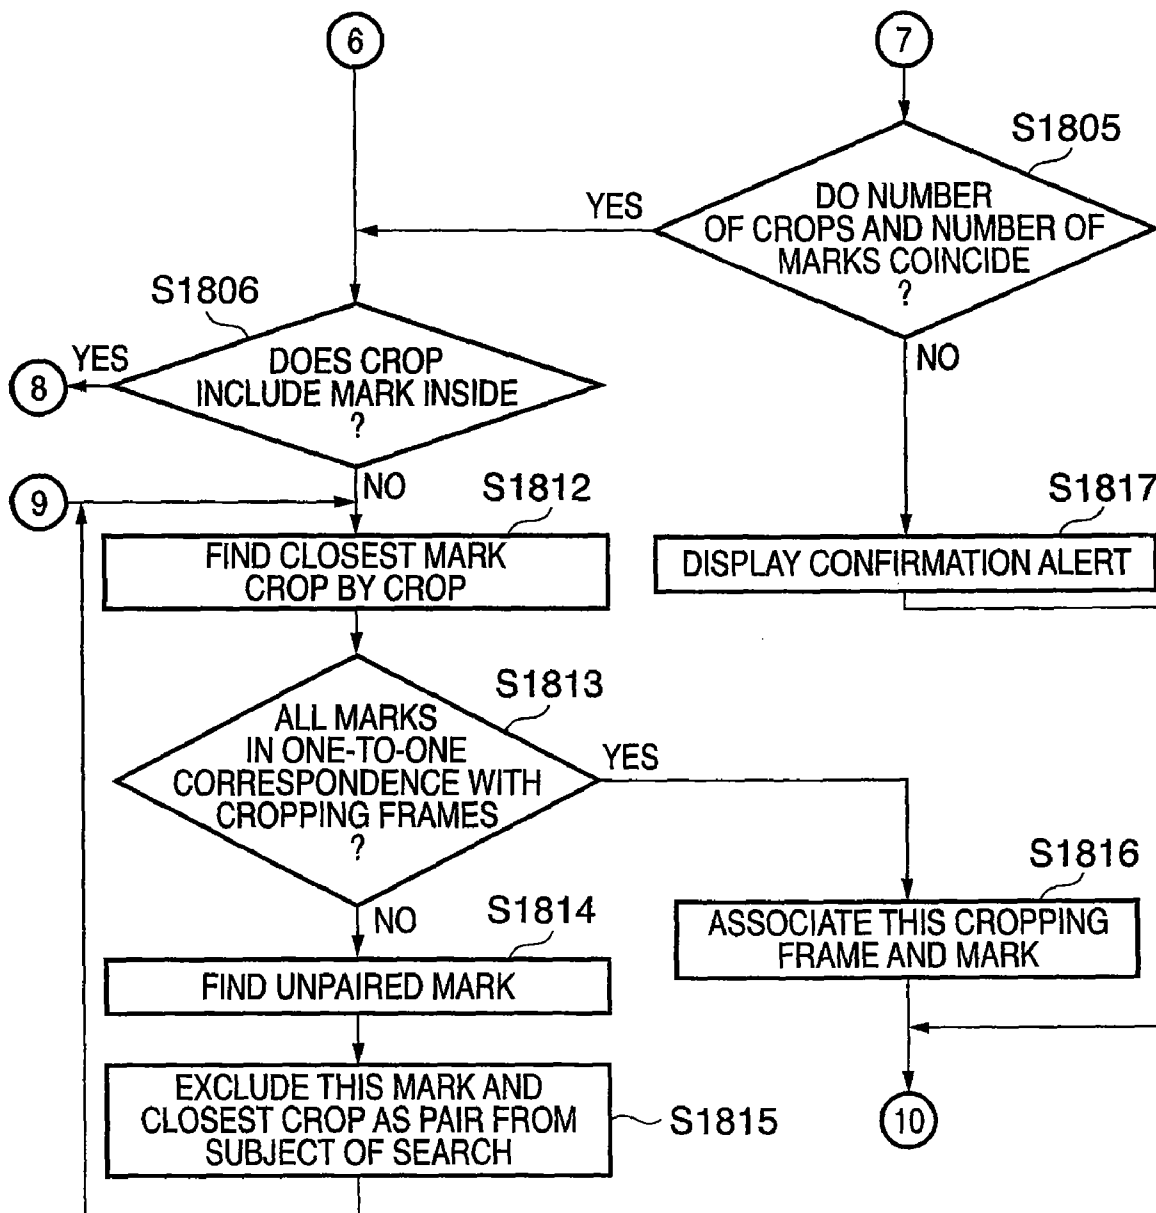 6
7
S1805
DO NUMBER
OF CROPS AND NUMBER OF
MARKS COINCIDE
?
YES
NO
S1806
DOES CROP
INCLUDE MARK INSIDE
?
YES
8
NO
9
S1812
FIND CLOSEST MARK
CROP BY CROP
S1817
DISPLAY CONFIRMATION ALERT
S1813
ALL MARKS
IN ONE-TO-ONE
CORRESPONDENCE WITH
CROPPING FRAMES
?
YES
NO
S1816
ASSOCIATE THIS CROPPING
FRAME AND MARK
S1814
FIND UNPAIRED MARK
EXCLUDE THIS MARK AND
CLOSEST CROP AS PAIR FROM
SUBJECT OF SEARCH
S1815
10